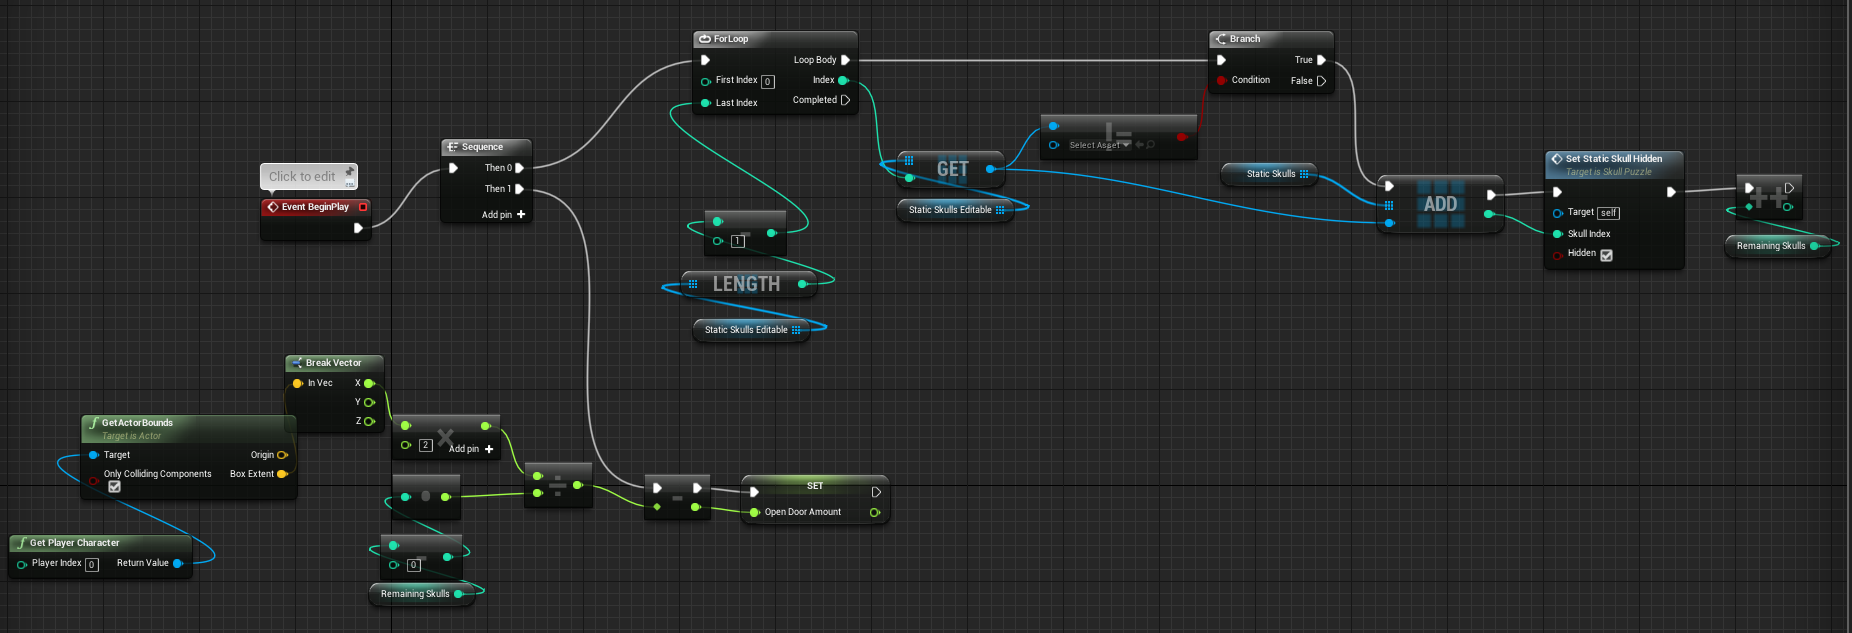 ForLoop
Loop Body
First Index 0
Index
Last Index
Completed
Branch
True
Condition
False
Sequence
Then 0
Then 1
Add pin +
Click to edit
Event BeginPlay
!=
Select Asset
GET
Static Skulls Editable
Static Skulls
ADD
Set Static Skull Hidden
Target is Skull Puzzle
Target self
Skull Index
Hidden
++
Remaining Skulls
-
1
LENGTH
Static Skulls Editable
Break Vector
In Vec
X
Y
Z
GetActorBounds
Target is Actor
Target
Origin
Only Colliding Components
Box Extent
×
2
Add pin +
÷
-
SET
Open Door Amount
Get Player Character
Player Index 0
Return Value
-
0
Remaining Skulls